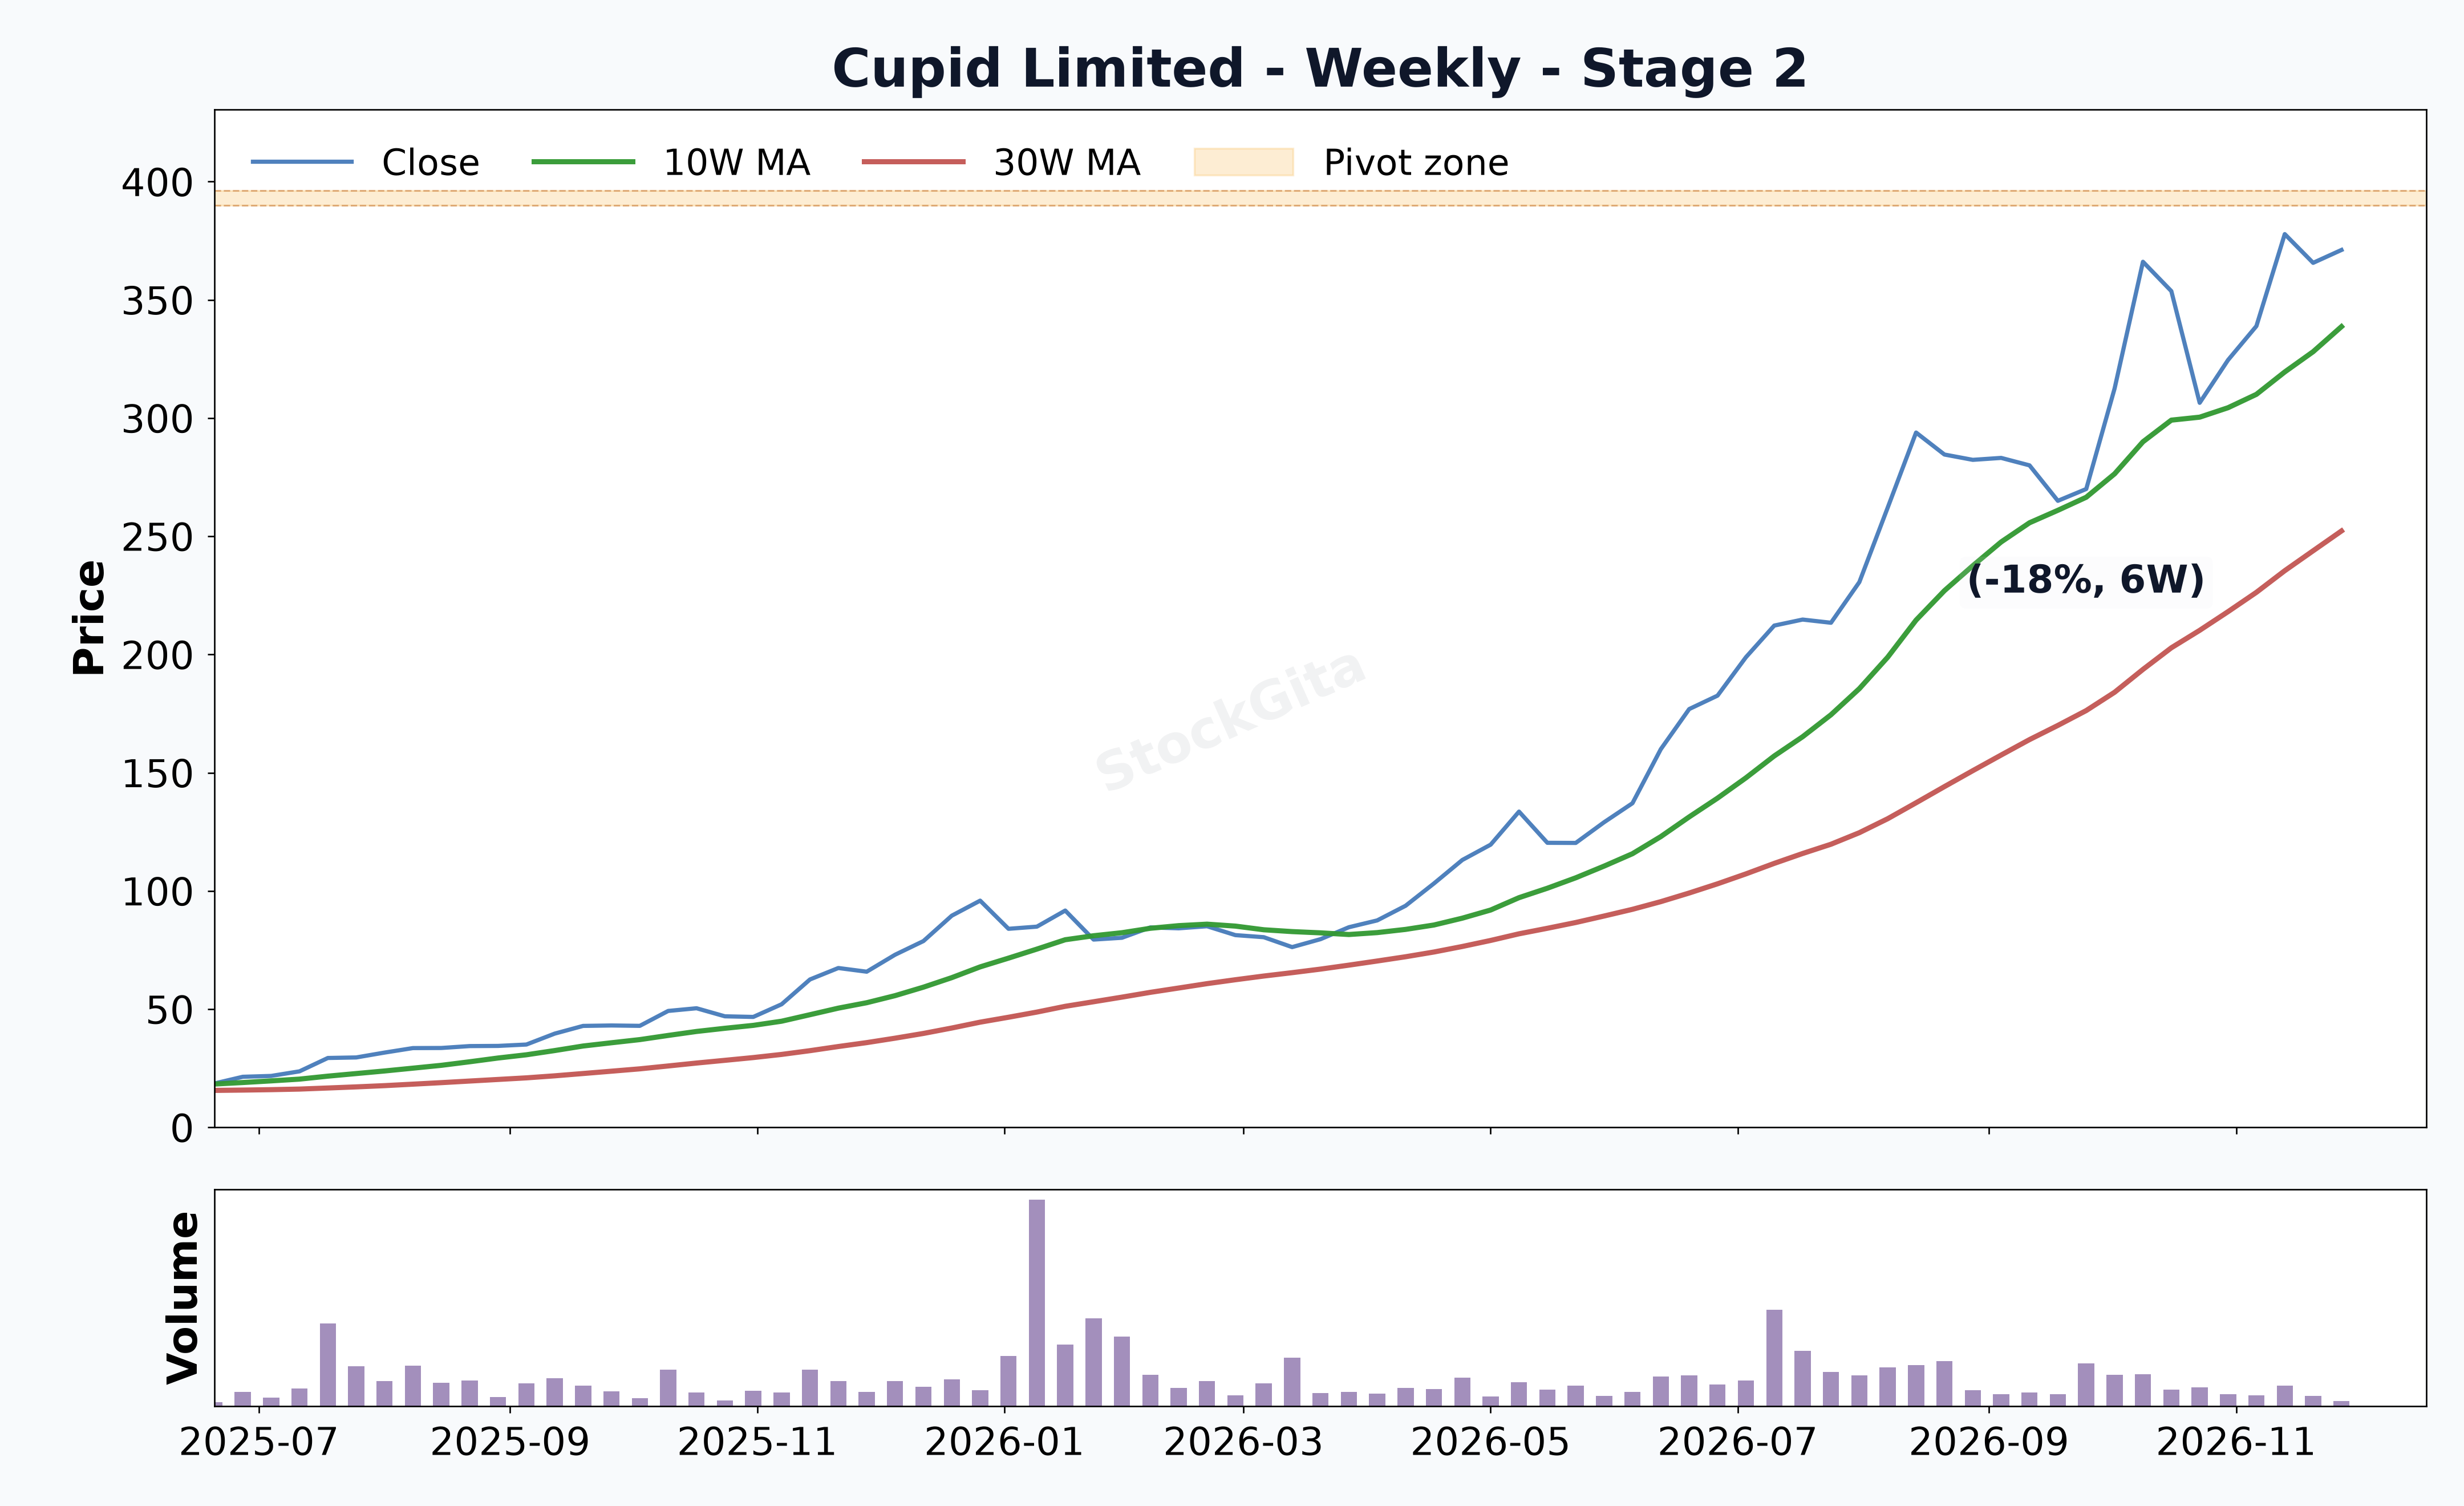 Cupid Limited - Weekly - Stage 2
Close 10W MA 30W MA Pivot zone
400
350
300
250
200
150
100
50
0
Price
(-18%, 6W)
StockGita
Volume
2025-07 2025-09 2025-11 2026-01 2026-03 2026-05 2026-07 2026-09 2026-11